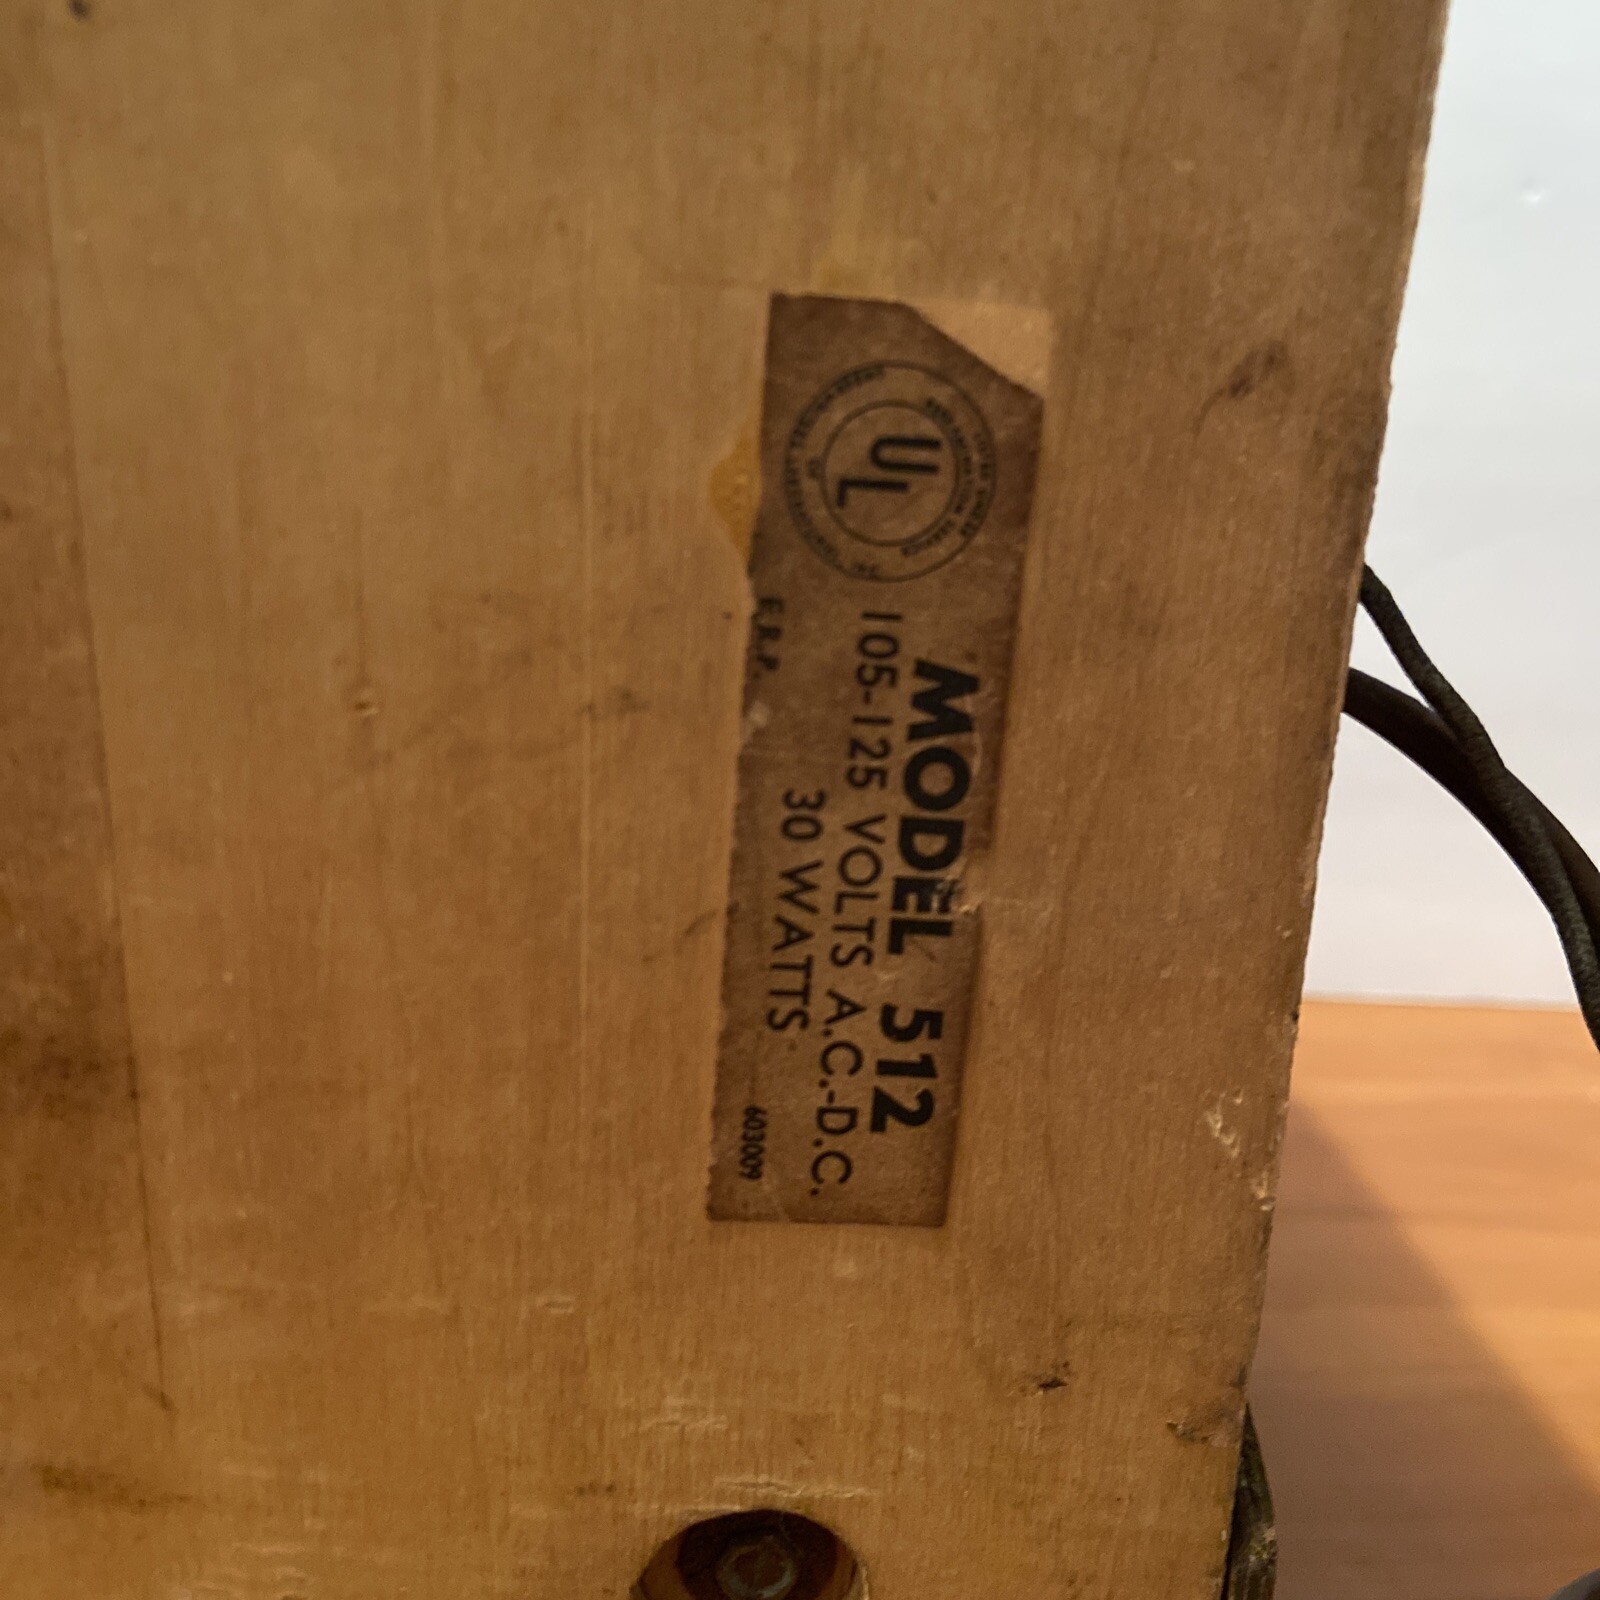 UL
MODEL 512
105-125 VOLTS A.C.-D.C.
30 WATTS
E.R.P.
603009